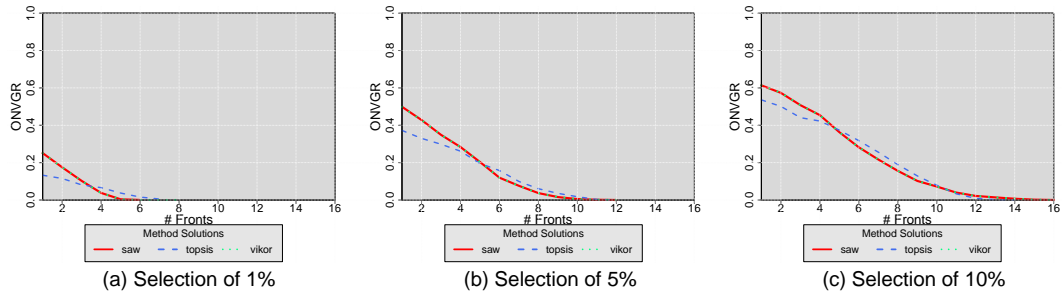 1.0
0.8
0.6
0.4
0.2
0.0
ONVGR
2 4 6 8 10 12 14 16
# Fronts
Method Solutions
saw topsis vikor
(a) Selection of 1%
1.0
0.8
0.6
0.4
0.2
0.0
ONVGR
2 4 6 8 10 12 14 16
# Fronts
Method Solutions
saw topsis vikor
(b) Selection of 5%
1.0
0.8
0.6
0.4
0.2
0.0
ONVGR
2 4 6 8 10 12 14 16
# Fronts
Method Solutions
saw topsis vikor
(c) Selection of 10%